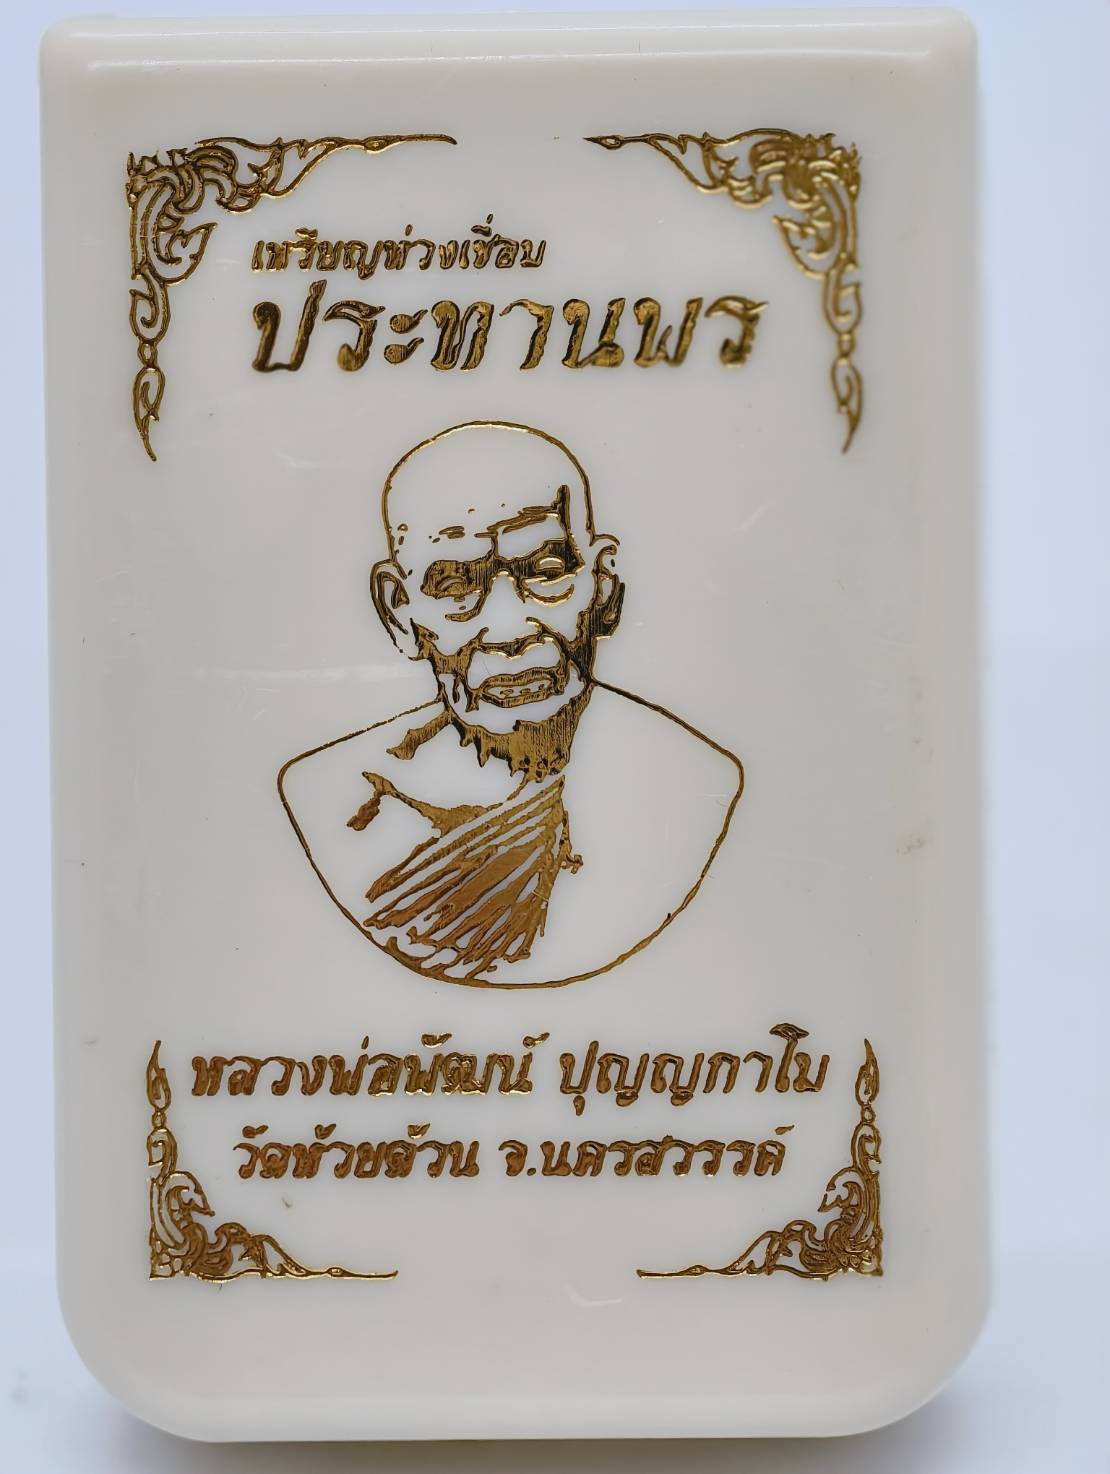 เหรียญห่วงเชื่อม
ประทานพร
หลวงพ่อพัฒน์ ปุญญกาโม
วัดห้วยด้วน จ.นครสวรรค์